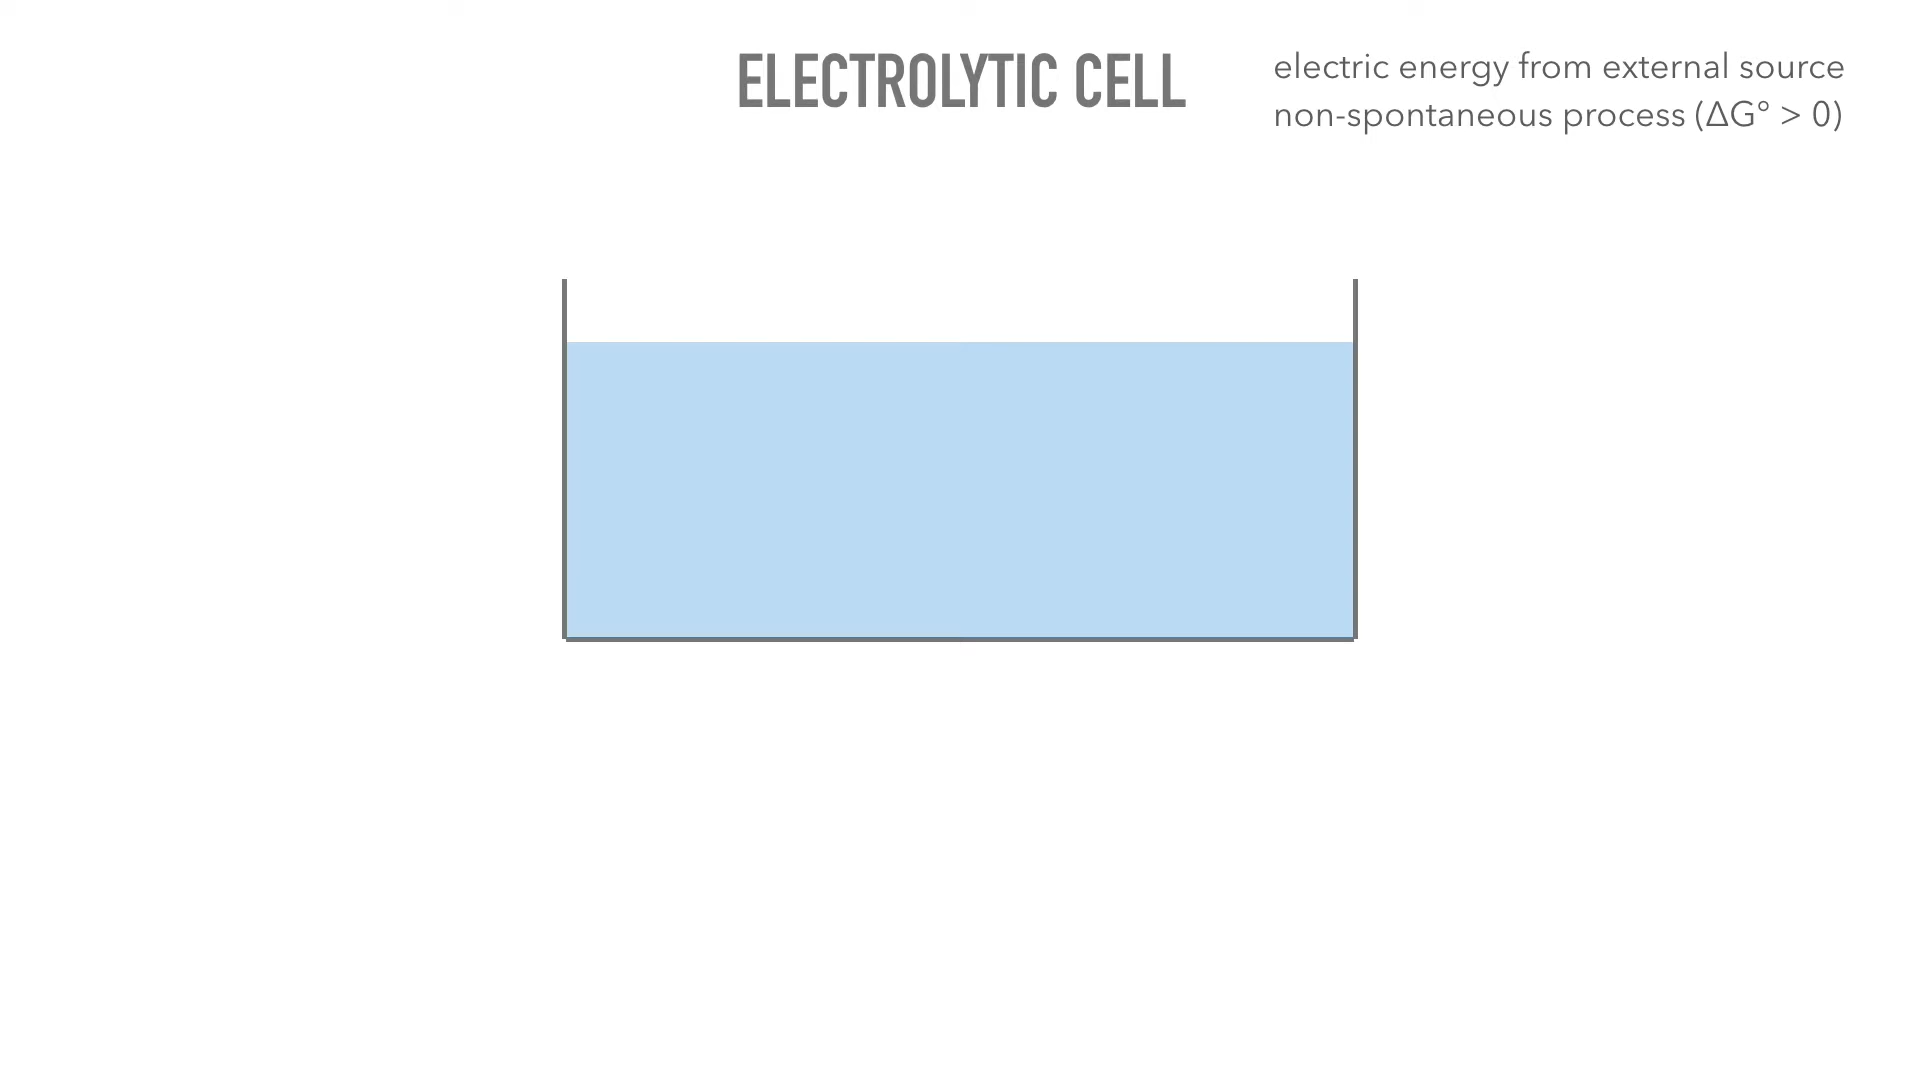 ELECTROLYTIC CELL
electric energy from external source
non-spontaneous process (ΔG° > 0)